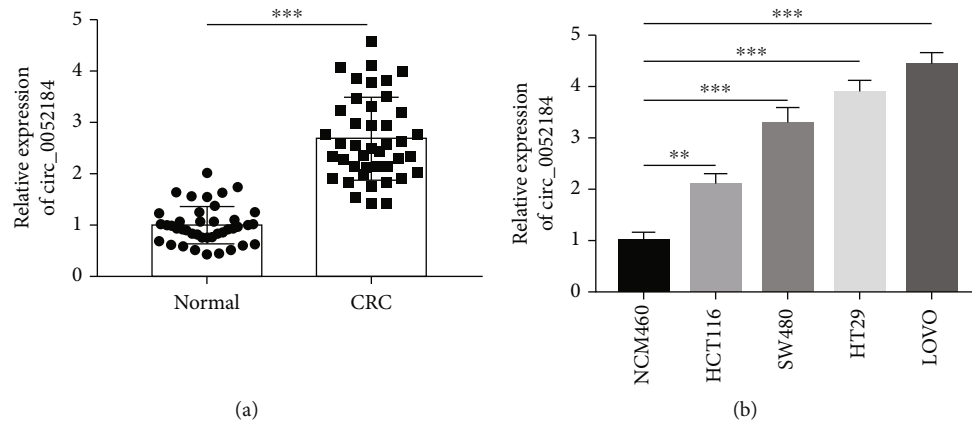 Relative expression
of circ_0052184
5
4
3
2
1
0
***
Normal
CRC
(a)
Relative expression
of circ_0052184
5
4
3
2
1
0
***
***
***
**
NCM460
HCT116
SW480
HT29
LOVO
(b)